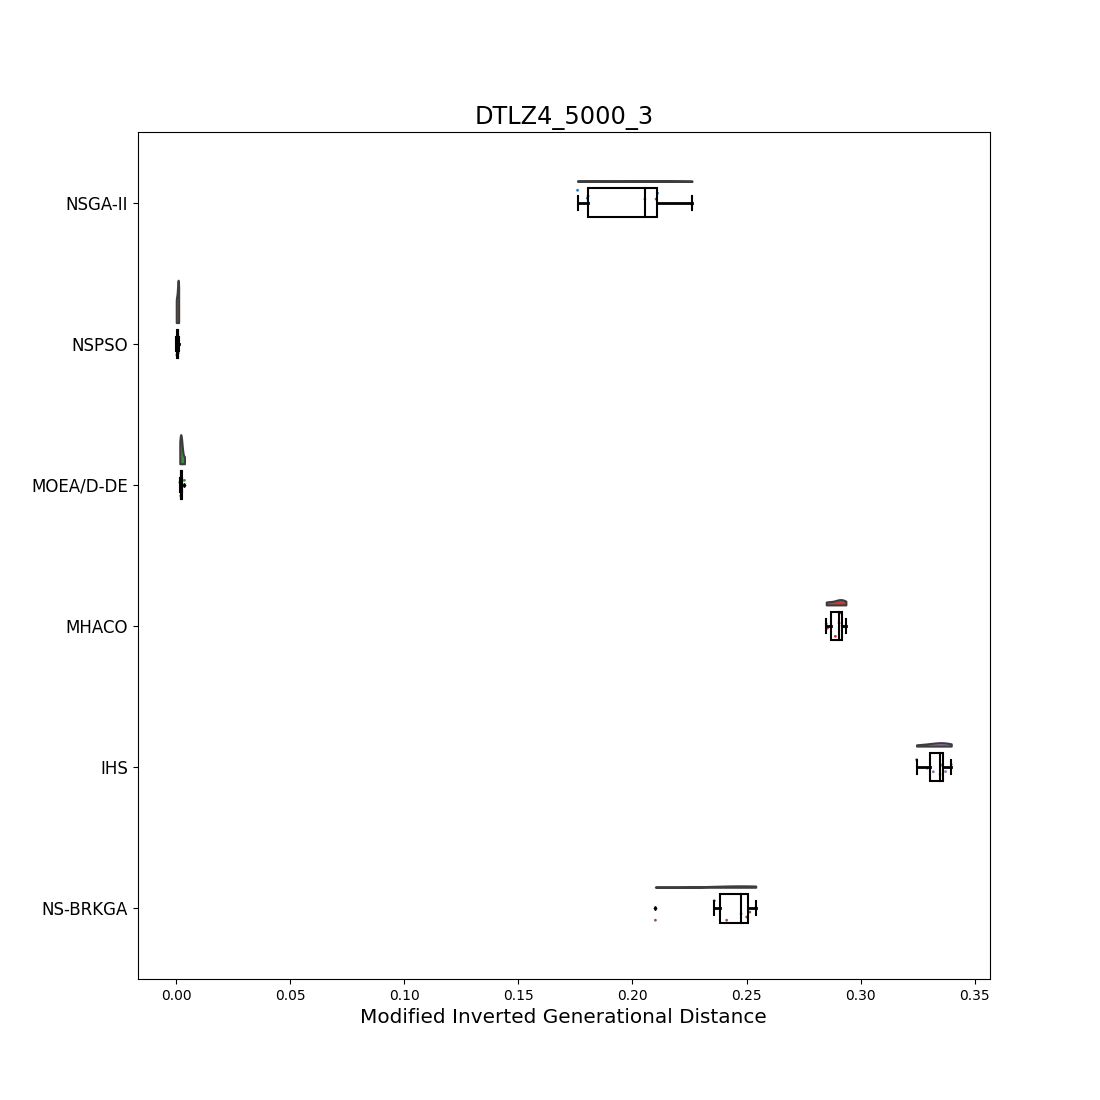 DTLZ4_5000_3
NSGA-II
NSPSO
MOEA/D-DE
MHACO
IHS
NS-BRKGA
0.00 0.05 0.10 0.15 0.20 0.25 0.30 0.35
Modified Inverted Generational Distance